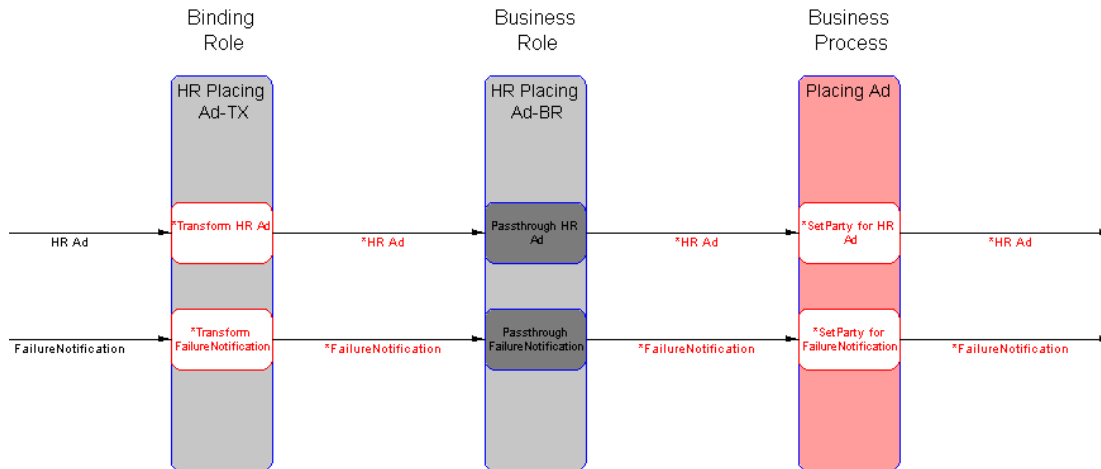 Binding
Role
Business
Role
Business
Process
HR Placing
Ad-TX
HR Placing
Ad-BR
Placing Ad
*Transform HR Ad
Passthrough HR
Ad
*SetParty for HR
Ad
HR Ad
*HR Ad
*HR Ad
*HR Ad
*Transform
FailureNotification
Passthrough
FailureNotification
*SetParty for
FailureNotification
FailureNotification
*FailureNotification
*FailureNotification
*FailureNotification